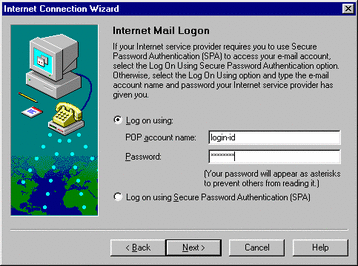 Internet Connection Wizard
Internet Mail Logon
If your Internet service provider requires you to use Secure
Password Authentication (SPA) to access your e-mail account,
select the Log On Using Secure Password Authentication option.
Otherwise, select the Log On Using option and type the e-mail
account name and password your Internet service provider has
given you.
Log on using:
POP account name: login-id
Password: ********
(Your password will appear as asterisks
to prevent others from reading it.)
Log on using Secure Password Authentication (SPA)
< Back Next > Cancel Help